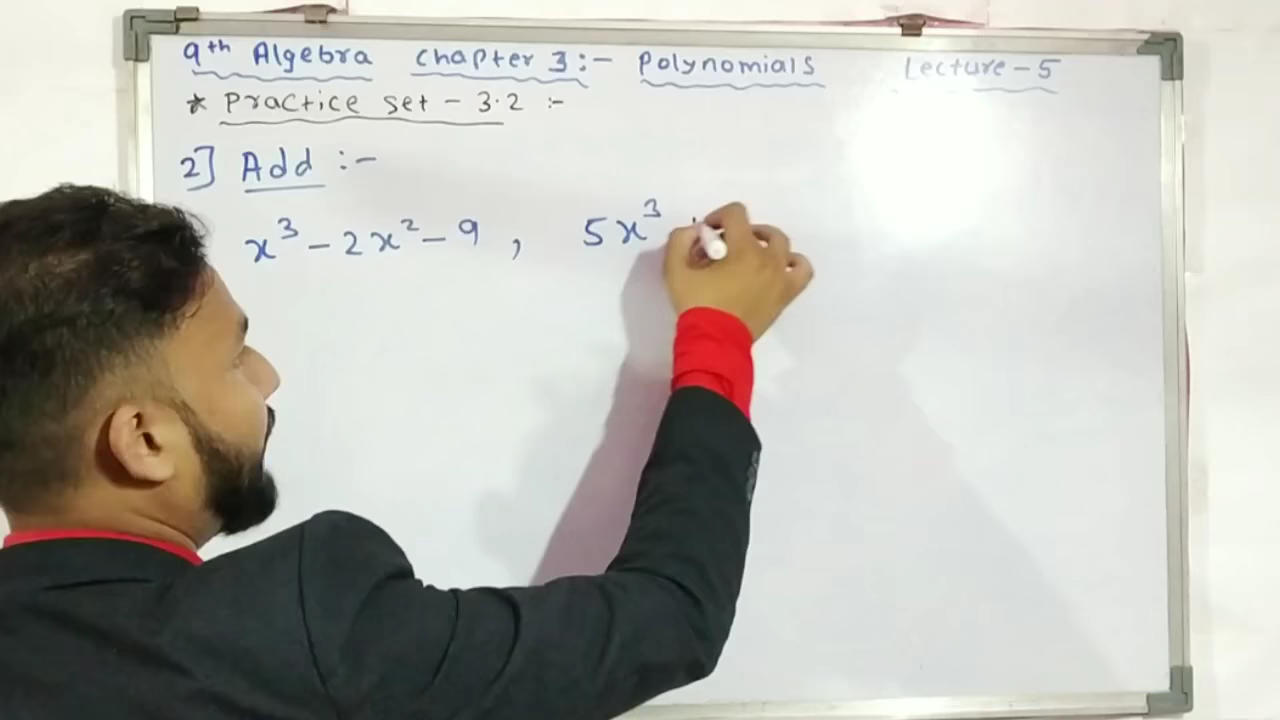 9th Algebra Chapter 3:- Polynomials Lecture-5
* Practice set - 3.2 :-
2] Add :-
x³ - 2x² - 9 , 5x³